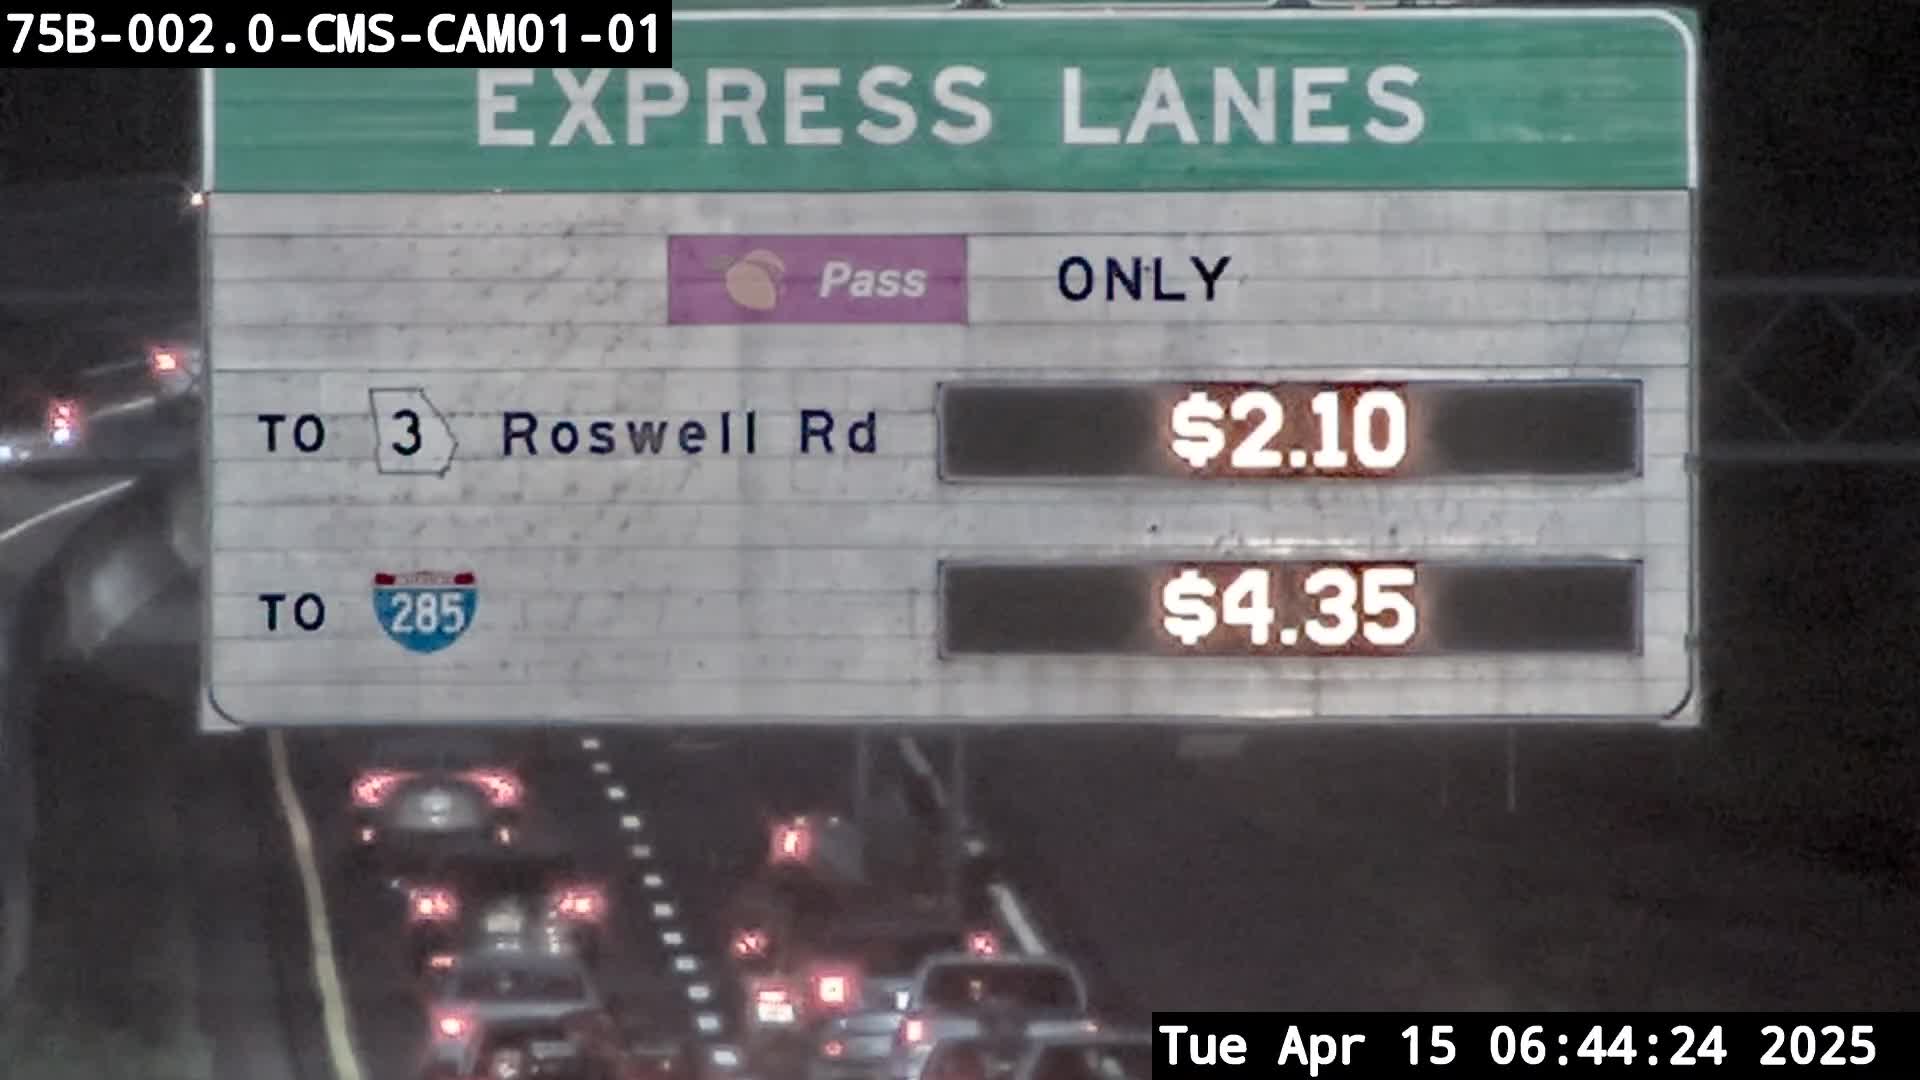 75B-002.0-CMS-CAM01-01
EXPRESS LANES
Pass ONLY
TO 3 Roswell Rd $2.10
TO 285 $4.35
Tue Apr 15 06:44:24 2025